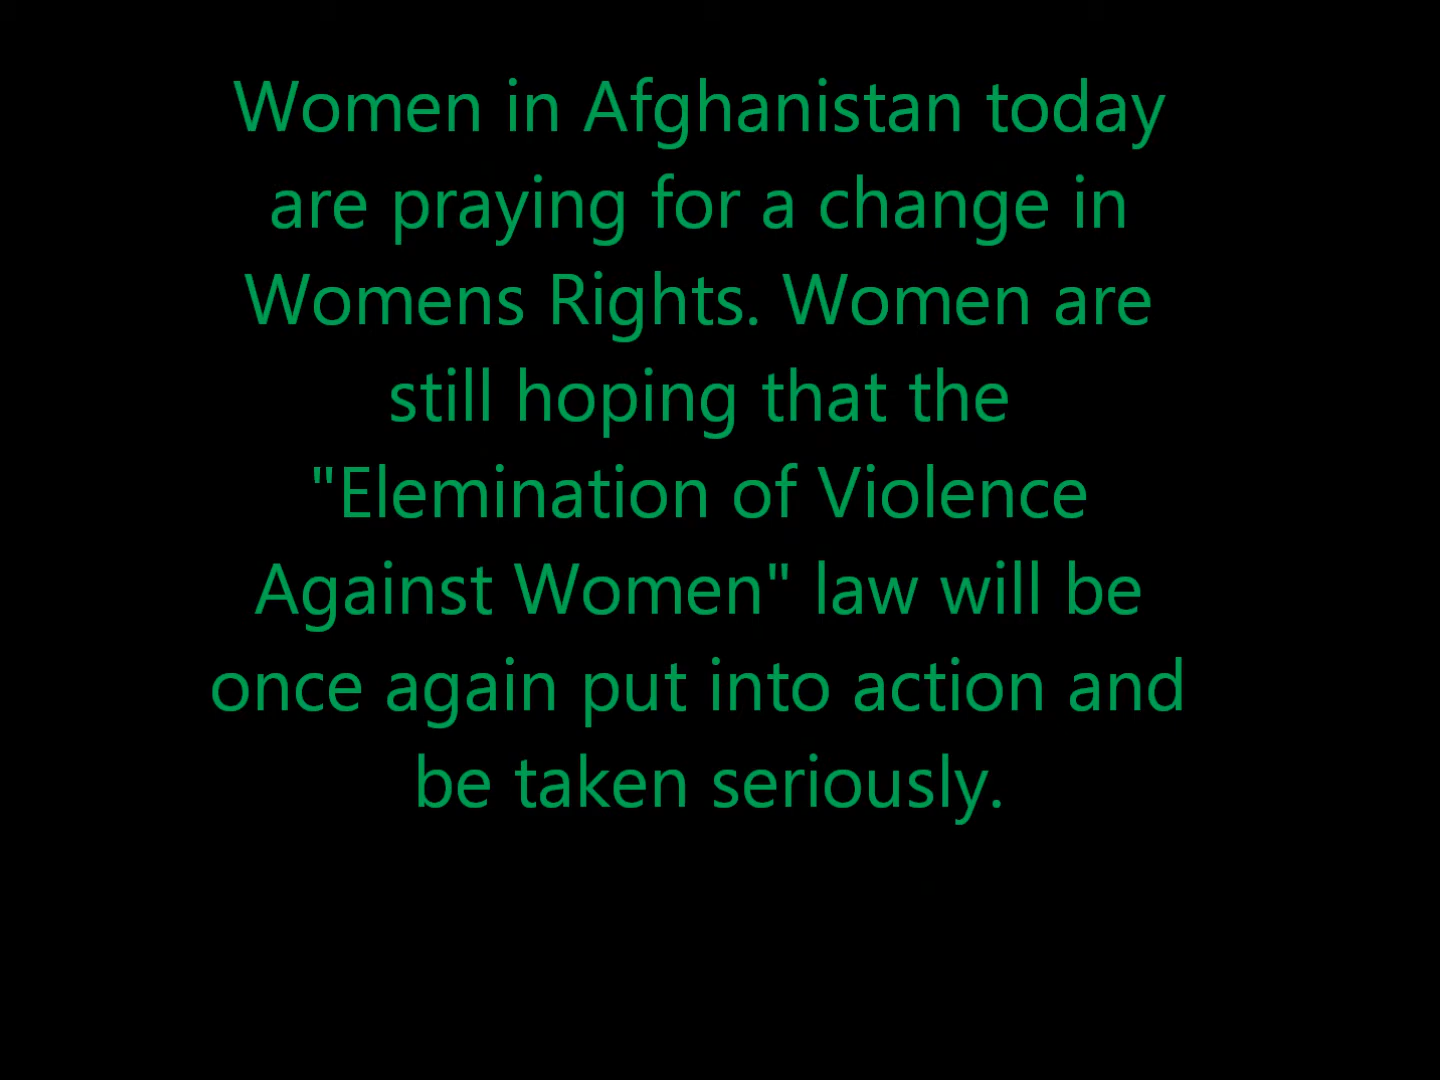 Women in Afghanistan today
are praying for a change in
Womens Rights. Women are
still hoping that the
"Elemination of Violence
Against Women" law will be
once again put into action and
be taken seriously.